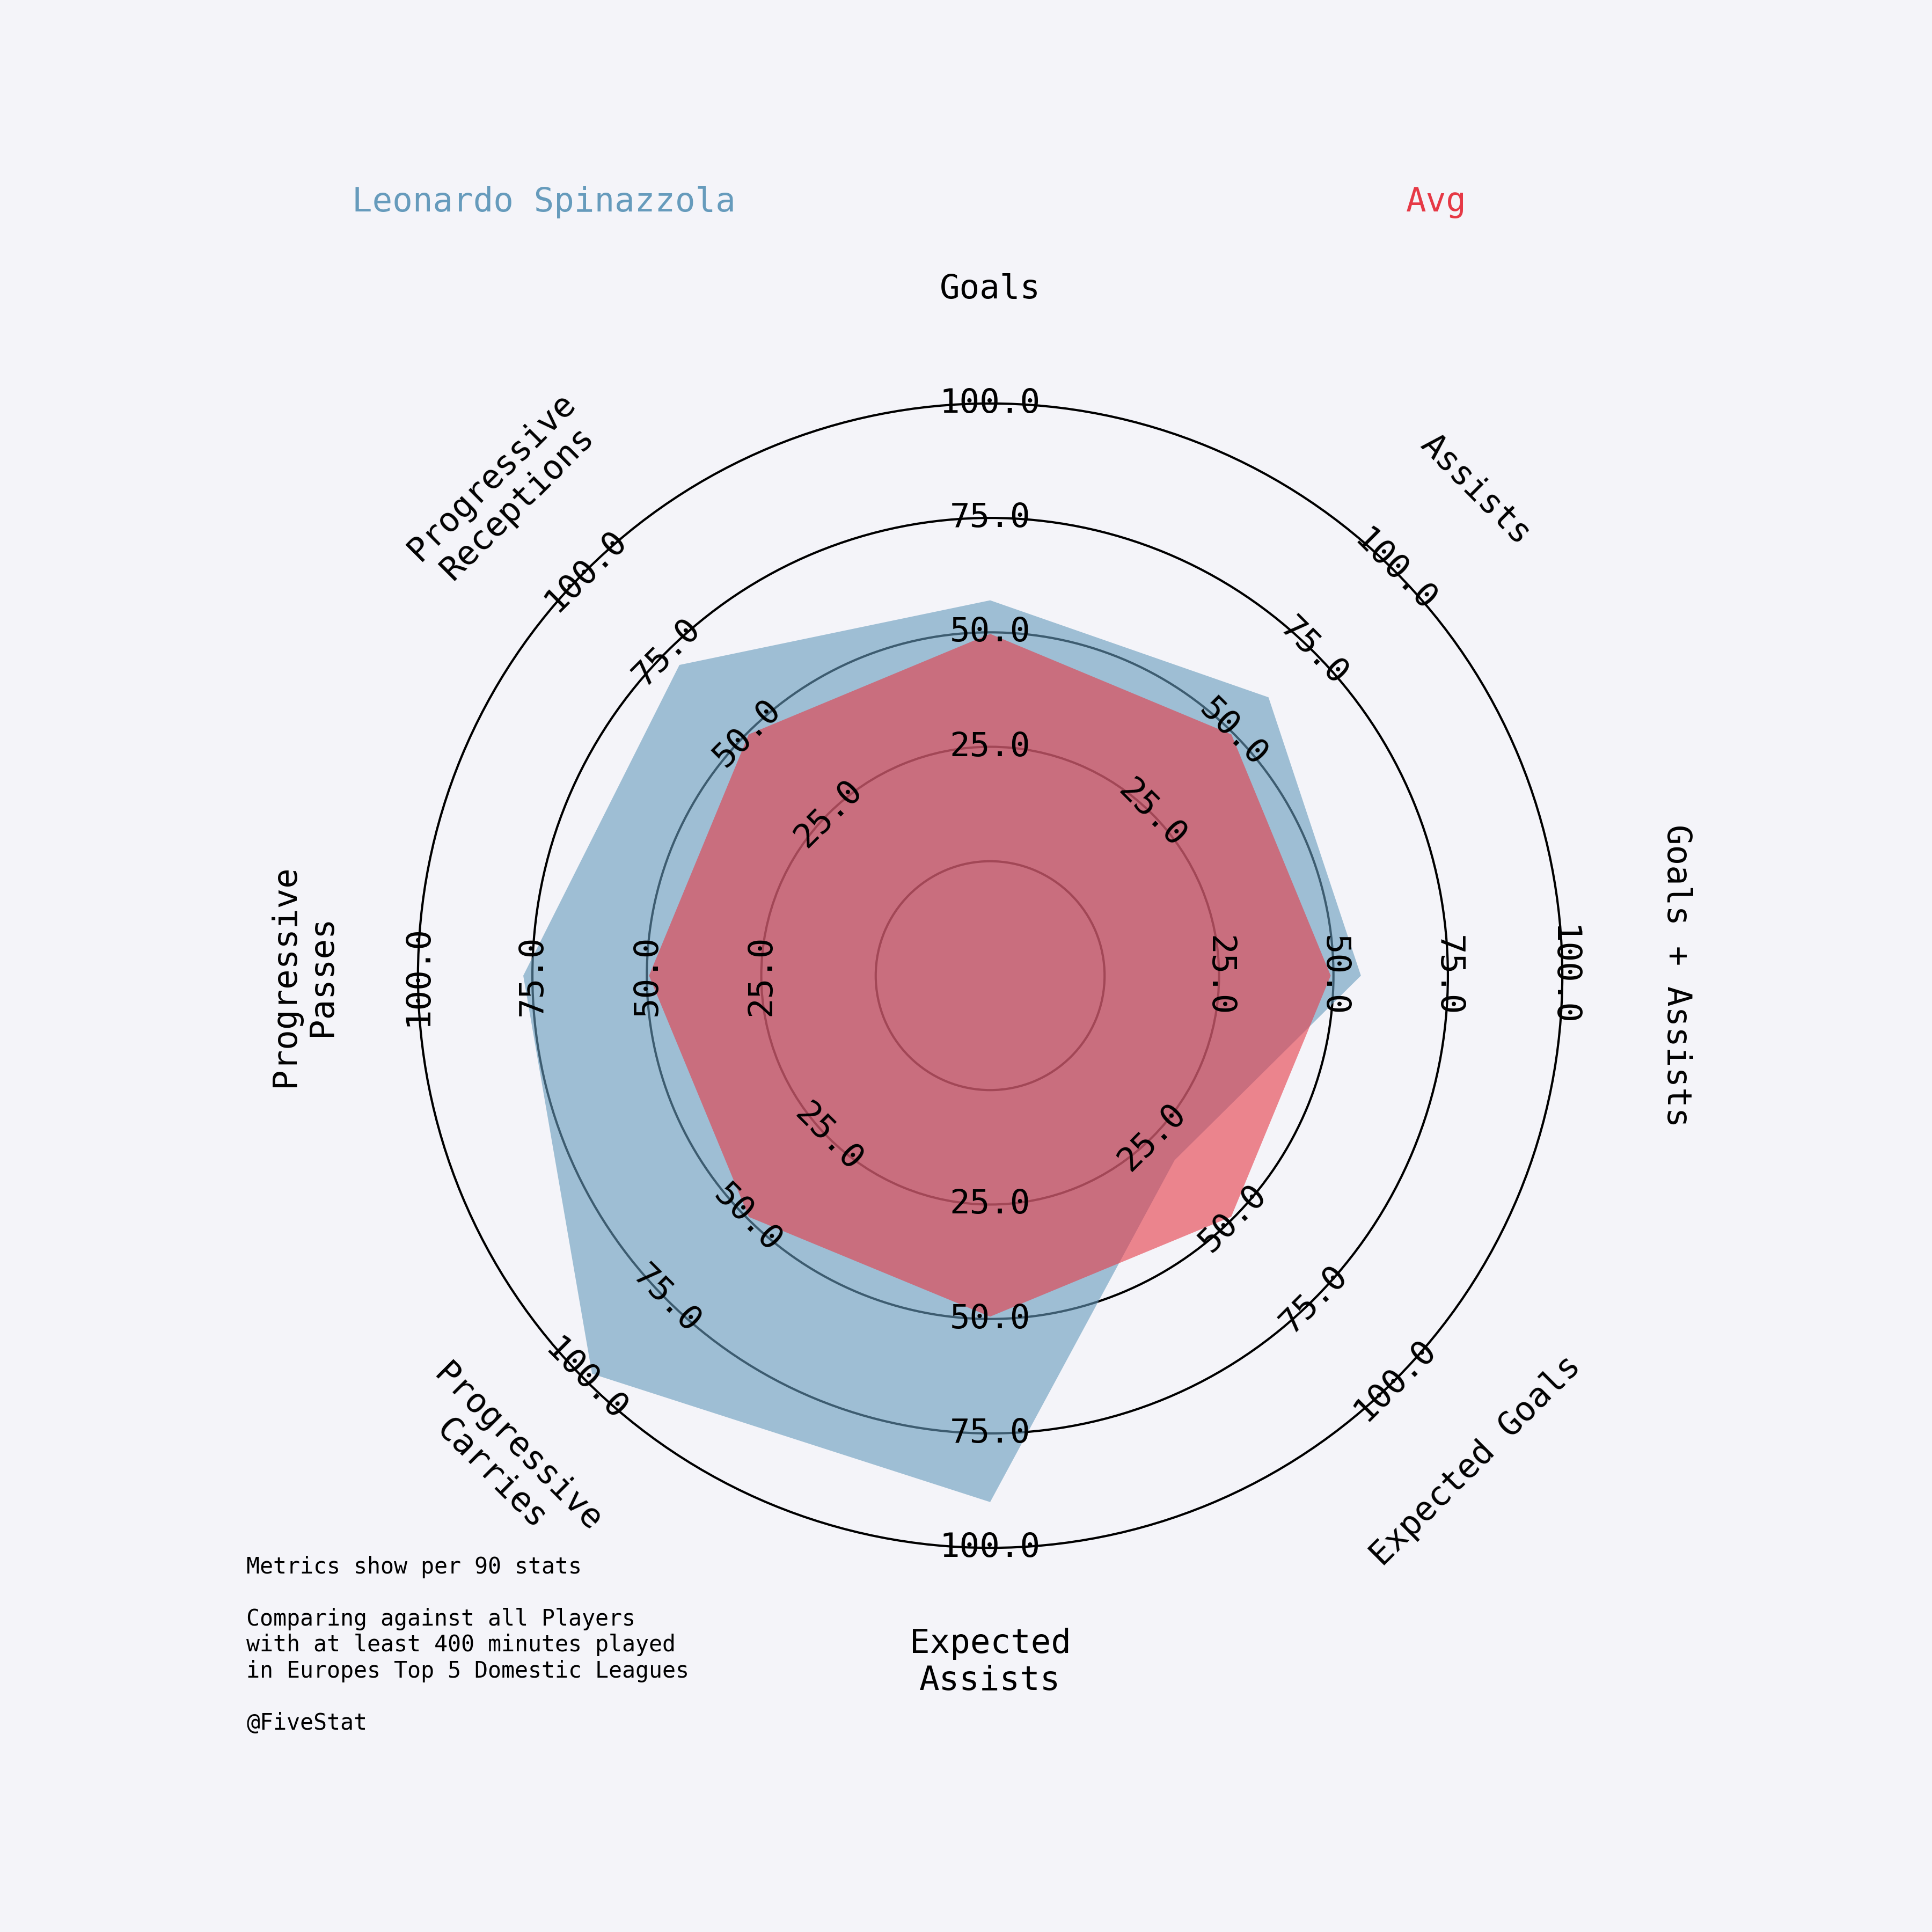 Leonardo Spinazzola
Avg
Goals
Assists
Goals + Assists
Expected Goals
Expected
Assists
Progressive
Carries
Progressive
Passes
Progressive
Receptions
25.0
50.0
75.0
100.0
25.0
50.0
75.0
100.0
25.0
50.0
75.0
100.0
25.0
50.0
75.0
100.0
25.0
50.0
75.0
100.0
25.0
50.0
75.0
100.0
25.0
50.0
75.0
100.0
25.0
50.0
75.0
100.0
Metrics show per 90 stats
Comparing against all Players
with at least 400 minutes played
in Europes Top 5 Domestic Leagues
@FiveStat